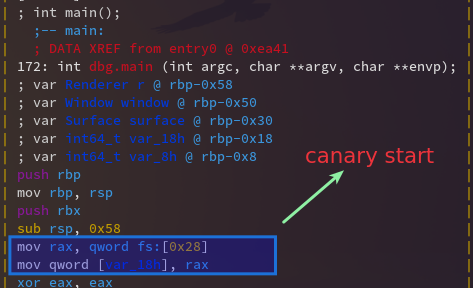 ; int main();
;-- main:
; DATA XREF from entry0 @ 0xea41
172: int dbg.main (int argc, char **argv, char **envp);
; var Renderer r @ rbp-0x58
; var Window window @ rbp-0x50
; var Surface surface @ rbp-0x30
; var int64_t var_18h @ rbp-0x18
; var int64_t var_8h @ rbp-0x8
push rbp
canary start
mov rbp, rsp
push rbx
sub rsp, 0x58
mov rax, qword fs:[0x28]
mov qword [var_18h], rax
xor eax, eax